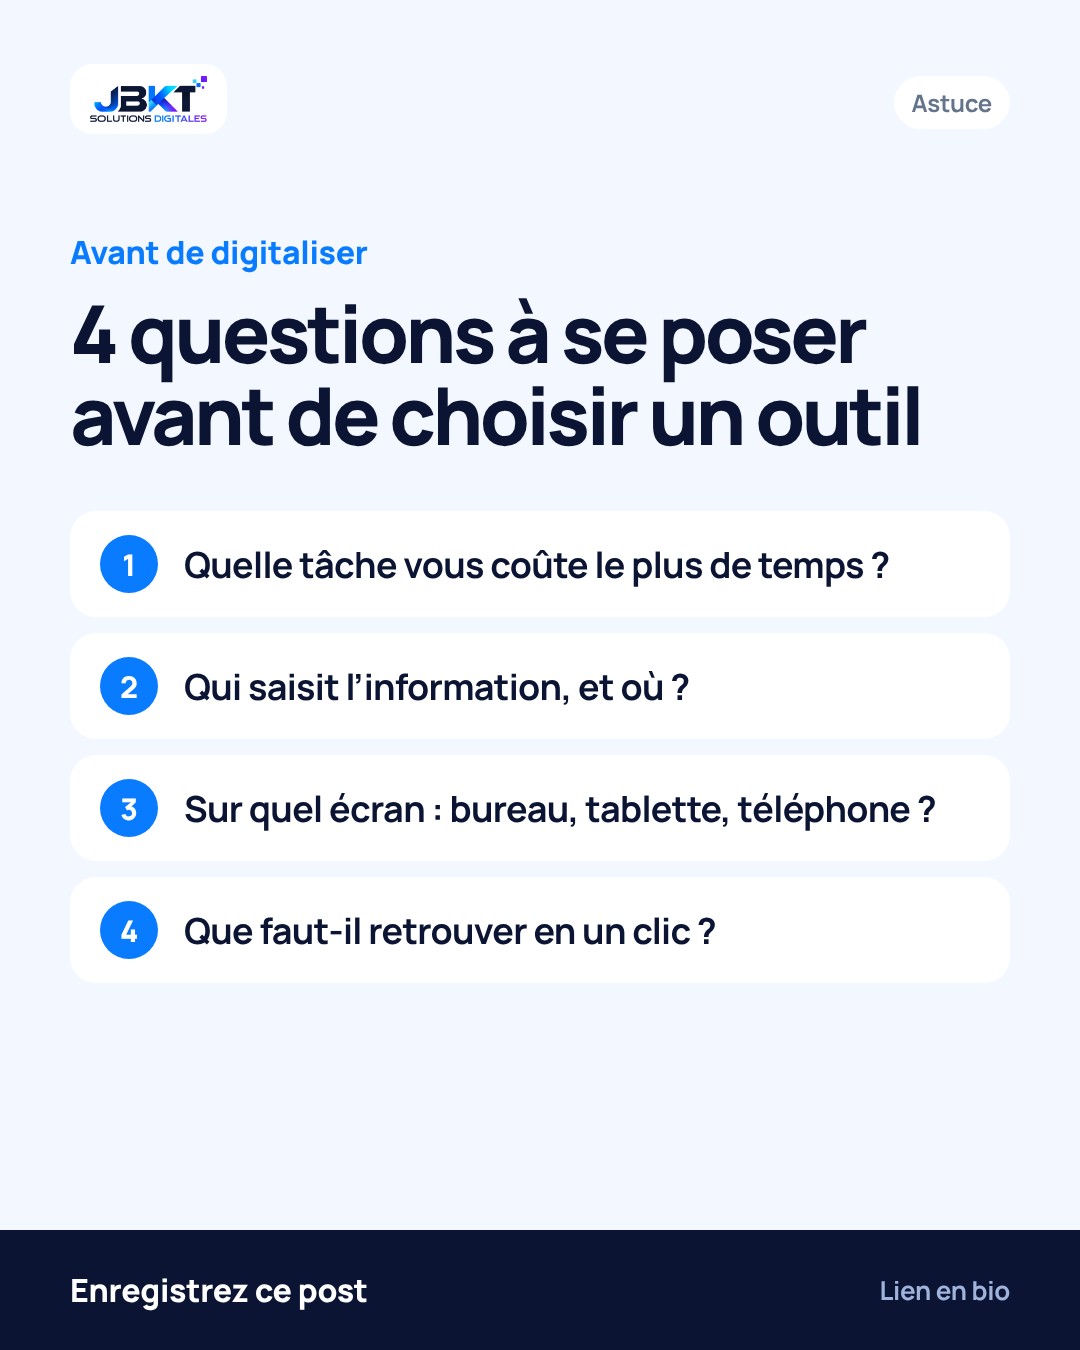 JBKT
SOLUTIONS DIGITALES
Astuce
Avant de digitaliser
4 questions à se poser
avant de choisir un outil
1 Quelle tâche vous coûte le plus de temps ?
2 Qui saisit l’information, et où ?
3 Sur quel écran : bureau, tablette, téléphone ?
4 Que faut-il retrouver en un clic ?
Enregistrez ce post
Lien en bio